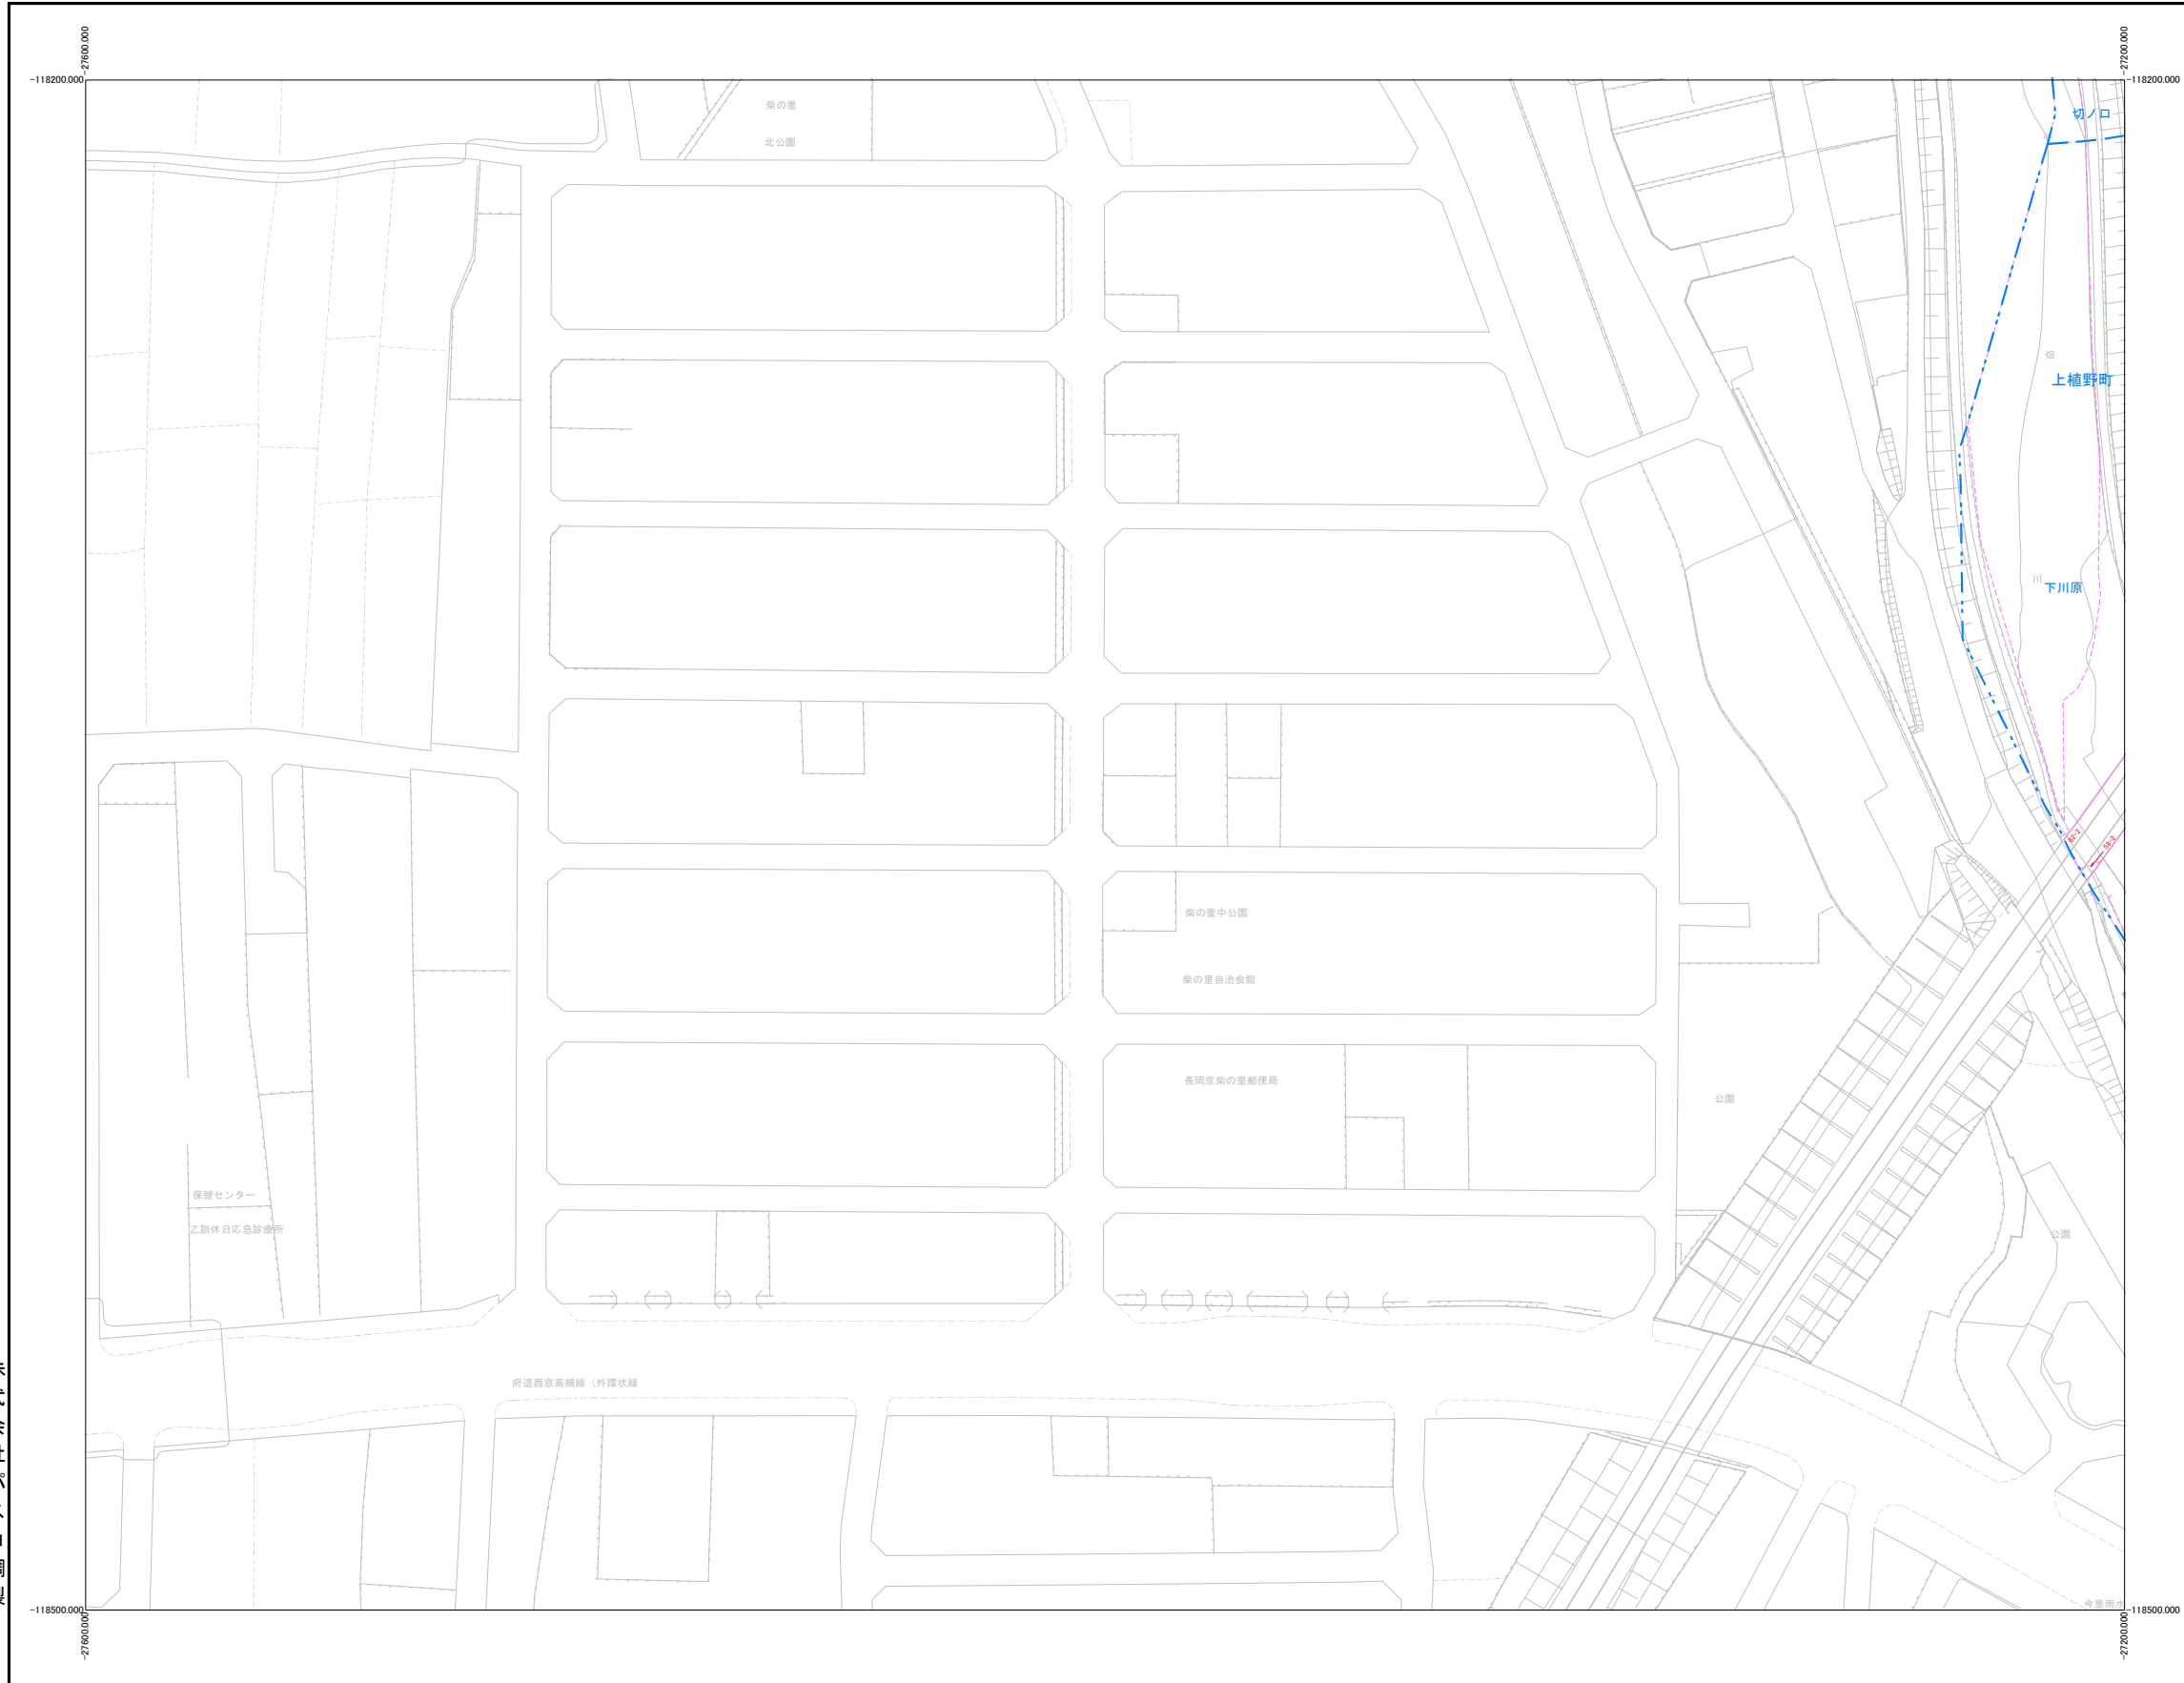 -27600.000
-27200.000
-118200.000
-118200.000
柴の里
北公園
切ノ口
畑
上植野町
川
下川原
62-2
58-2
柴の里中公園
柴の里自治会館
長岡京柴の里郵便局
公園
保健センター
乙訓休日応急診療所
公園
府道西京高槻線（外環状線
今里雨水
-118500.000
-118500.000
-27600.000
-27200.000